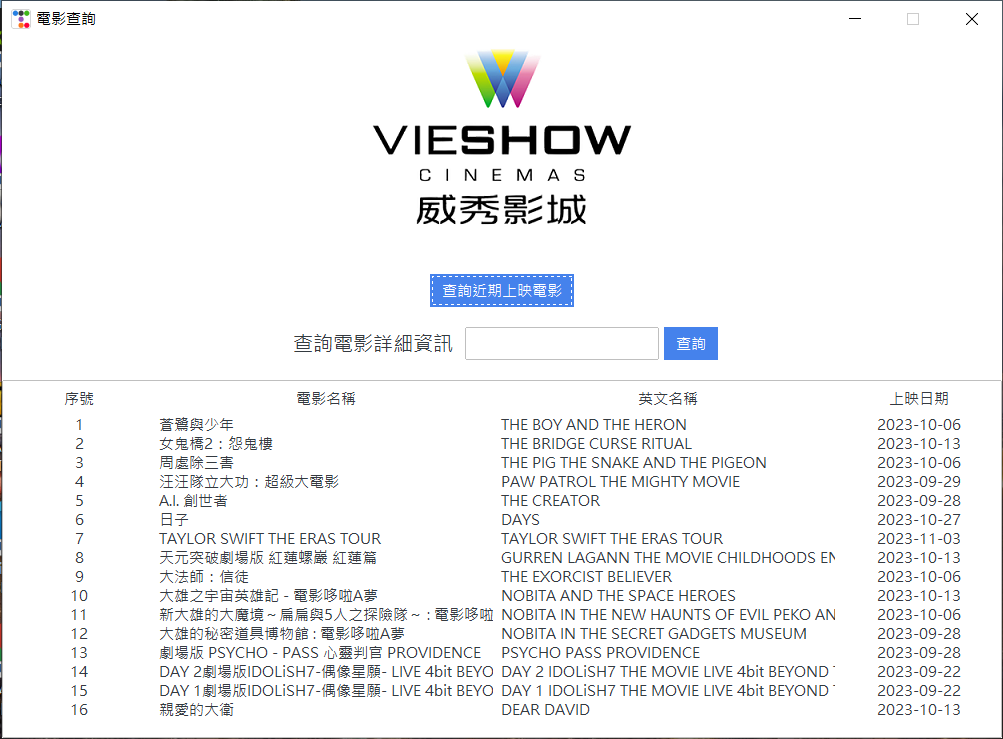 電影查詢
VIESHOW
CINEMAS
威秀影城
查詢近期上映電影
查詢電影詳細資訊 查詢
序號 電影名稱 英文名稱 上映日期
1 蒼鷺與少年 THE BOY AND THE HERON 2023-10-06
2 女鬼橋2：怨鬼樓 THE BRIDGE CURSE RITUAL 2023-10-13
3 周處除三害 THE PIG THE SNAKE AND THE PIGEON 2023-10-06
4 汪汪隊立大功：超級大電影 PAW PATROL THE MIGHTY MOVIE 2023-09-29
5 A.I. 創世者 THE CREATOR 2023-09-28
6 日子 DAYS 2023-10-27
7 TAYLOR SWIFT THE ERAS TOUR TAYLOR SWIFT THE ERAS TOUR 2023-11-03
8 天元突破劇場版 紅蓮螺巖 紅蓮篇 GURREN LAGANN THE MOVIE CHILDHOODS EN 2023-10-13
9 大法師：信徒 THE EXORCIST BELIEVER 2023-10-06
10 大雄之宇宙英雄記 - 電影哆啦A夢 NOBITA AND THE SPACE HEROES 2023-10-13
11 新大雄的大魔境～扁扁與5人之探險隊～ : 電影哆啦 NOBITA IN THE NEW HAUNTS OF EVIL PEKO AN 2023-10-06
12 大雄的秘密道具博物館 : 電影哆啦A夢 NOBITA IN THE SECRET GADGETS MUSEUM 2023-09-28
13 劇場版 PSYCHO - PASS 心靈判官 PROVIDENCE PSYCHO PASS PROVIDENCE 2023-09-28
14 DAY 2劇場版IDOLiSH7-偶像星願- LIVE 4bit BEYO DAY 2 IDOLiSH7 THE MOVIE LIVE 4bit BEYOND 2023-09-22
15 DAY 1劇場版IDOLiSH7-偶像星願- LIVE 4bit BEYO DAY 1 IDOLiSH7 THE MOVIE LIVE 4bit BEYOND 2023-09-22
16 親愛的大衛 DEAR DAVID 2023-10-13